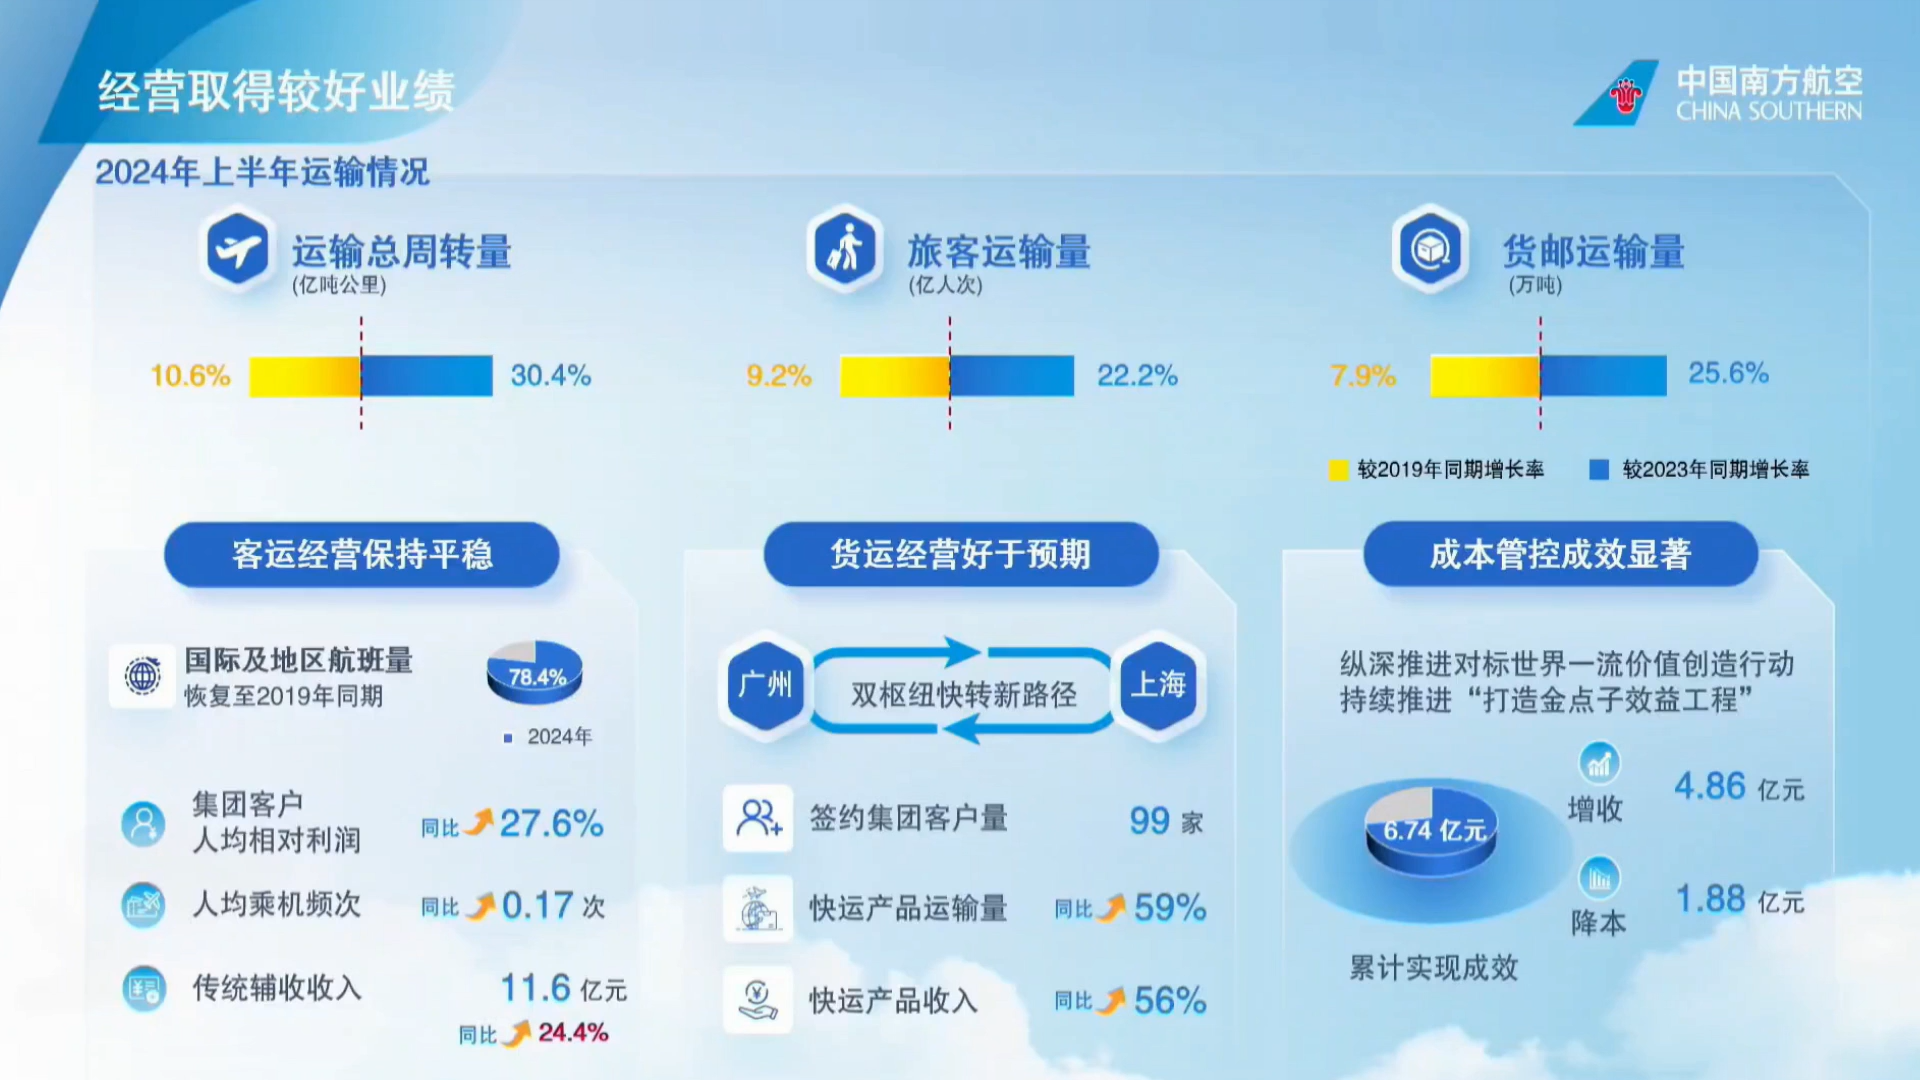 经营取得较好业绩
中国南方航空
CHINA SOUTHERN
2024年上半年运输情况
运输总周转量
(亿吨公里)
10.6%
30.4%
旅客运输量
(亿人次)
9.2%
22.2%
货邮运输量
(万吨)
7.9%
25.6%
较2019年同期增长率
较2023年同期增长率
客运经营保持平稳
国际及地区航班量
恢复至2019年同期
78.4%
2024年
集团客户
人均相对利润
同比 27.6%
人均乘机频次
同比 0.17 次
传统辅收收入
11.6 亿元
同比 24.4%
货运经营好于预期
广州
双枢纽快转新路径
上海
签约集团客户量
99 家
快运产品运输量
同比 59%
快运产品收入
同比 56%
成本管控成效显著
纵深推进对标世界一流价值创造行动
持续推进“打造金点子效益工程”
6.74 亿元
累计实现成效
增收
4.86 亿元
降本
1.88 亿元